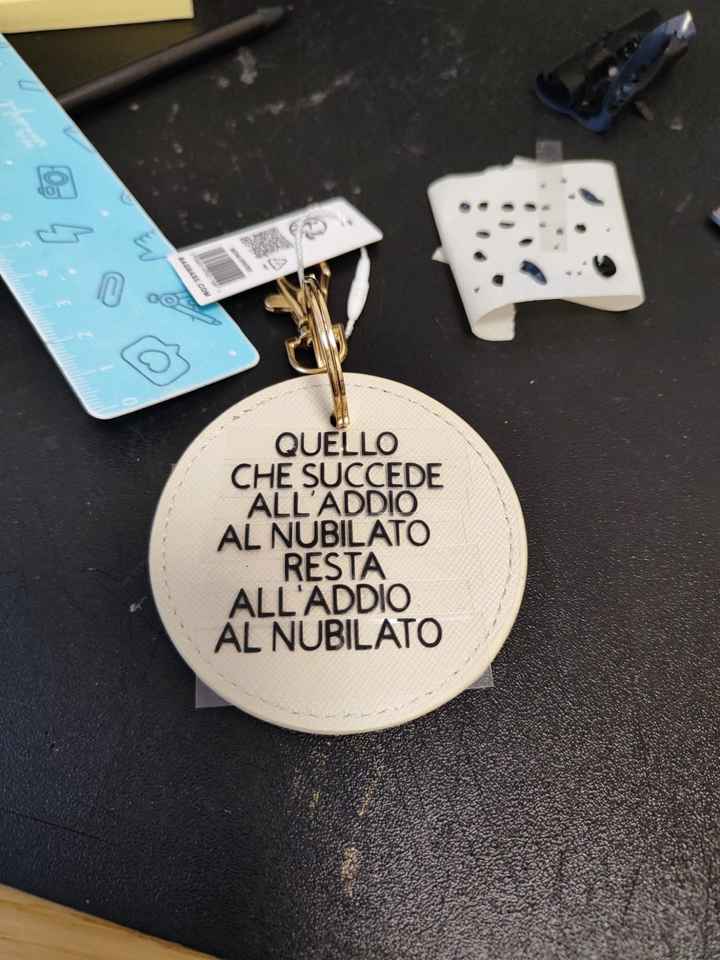 QUELLO
CHE SUCCEDE
ALL'ADDIO
AL NUBILATO
RESTA
ALL'ADDIO
AL NUBILATO